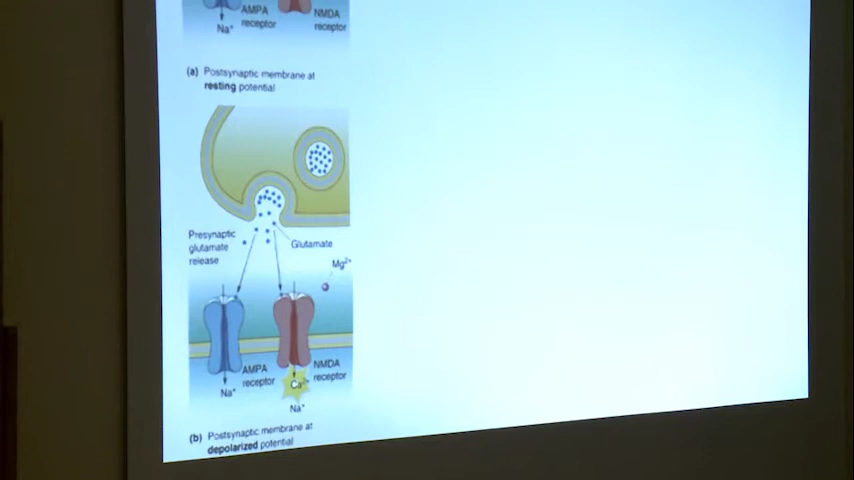 AMPA
receptor
NMDA
receptor
Na⁺
(a) Postsynaptic membrane at
resting potential
Presynaptic
glutamate
release
Glutamate
Mg²⁺
AMPA
receptor
NMDA
receptor
Na⁺
Ca²⁺
Na⁺
(b) Postsynaptic membrane at
depolarized potential